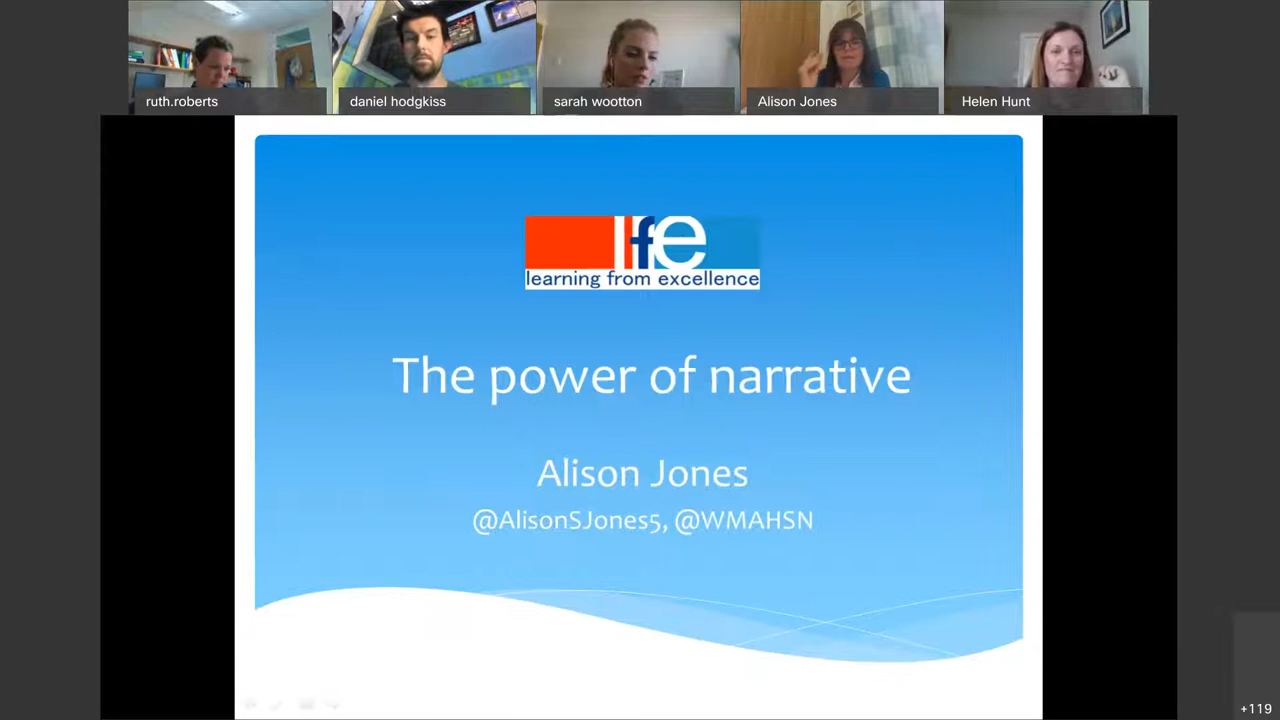 ruth.roberts
daniel hodgkiss
sarah wootton
Alison Jones
Helen Hunt
life
learning from excellence
The power of narrative
Alison Jones
@AlisonSJones5, @WMAHSN
+119